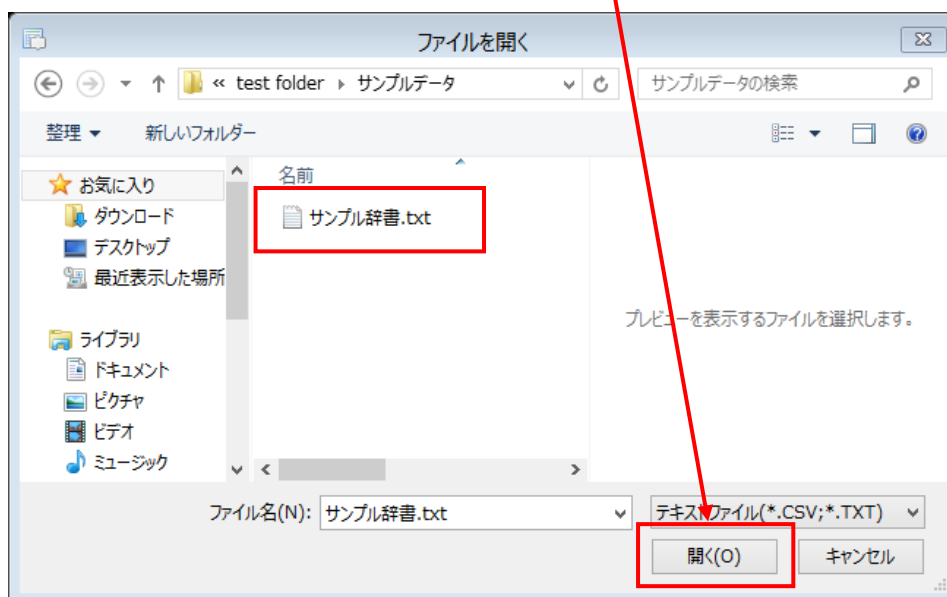 ファイルを開く
« test folder ▸ サンプルデータ
サンプルデータの検索
整理 ▼ 新しいフォルダー
お気に入り
ダウンロード
デスクトップ
最近表示した場所
ライブラリ
ドキュメント
ピクチャ
ビデオ
ミュージック
名前
サンプル辞書.txt
プレビューを表示するファイルを選択します。
ファイル名(N): サンプル辞書.txt
テキストファイル(*.CSV;*.TXT)
開く(O) キャンセル